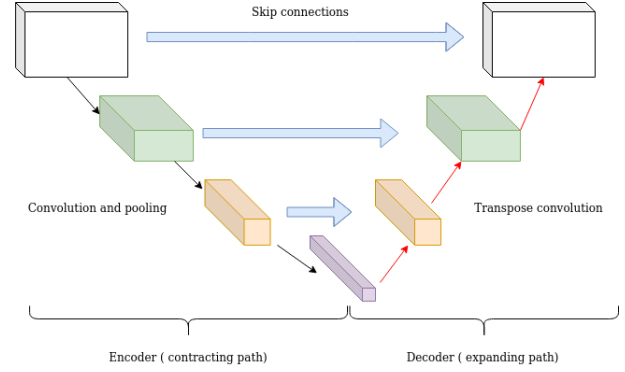 Skip connections
Convolution and pooling
Transpose convolution
Encoder ( contracting path)
Decoder ( expanding path)